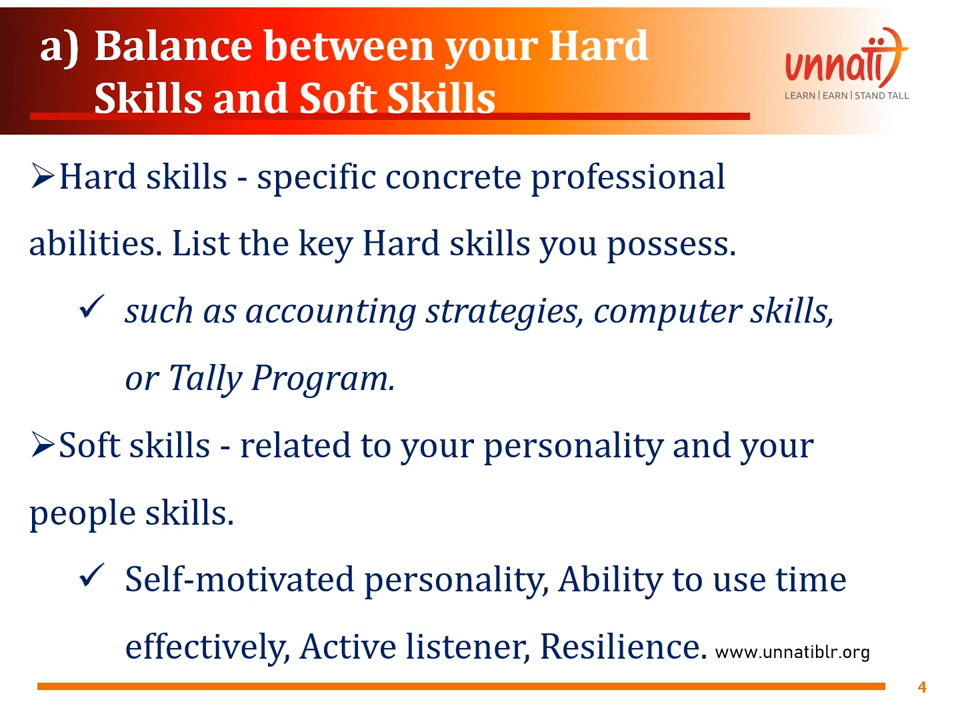 a) Balance between your Hard
Skills and Soft Skills
unnati
LEARN | EARN | STAND TALL
➢Hard skills - specific concrete professional
abilities. List the key Hard skills you possess.
✓ such as accounting strategies, computer skills,
or Tally Program.
➢Soft skills - related to your personality and your
people skills.
✓ Self-motivated personality, Ability to use time
effectively, Active listener, Resilience. www.unnatiblr.org
4